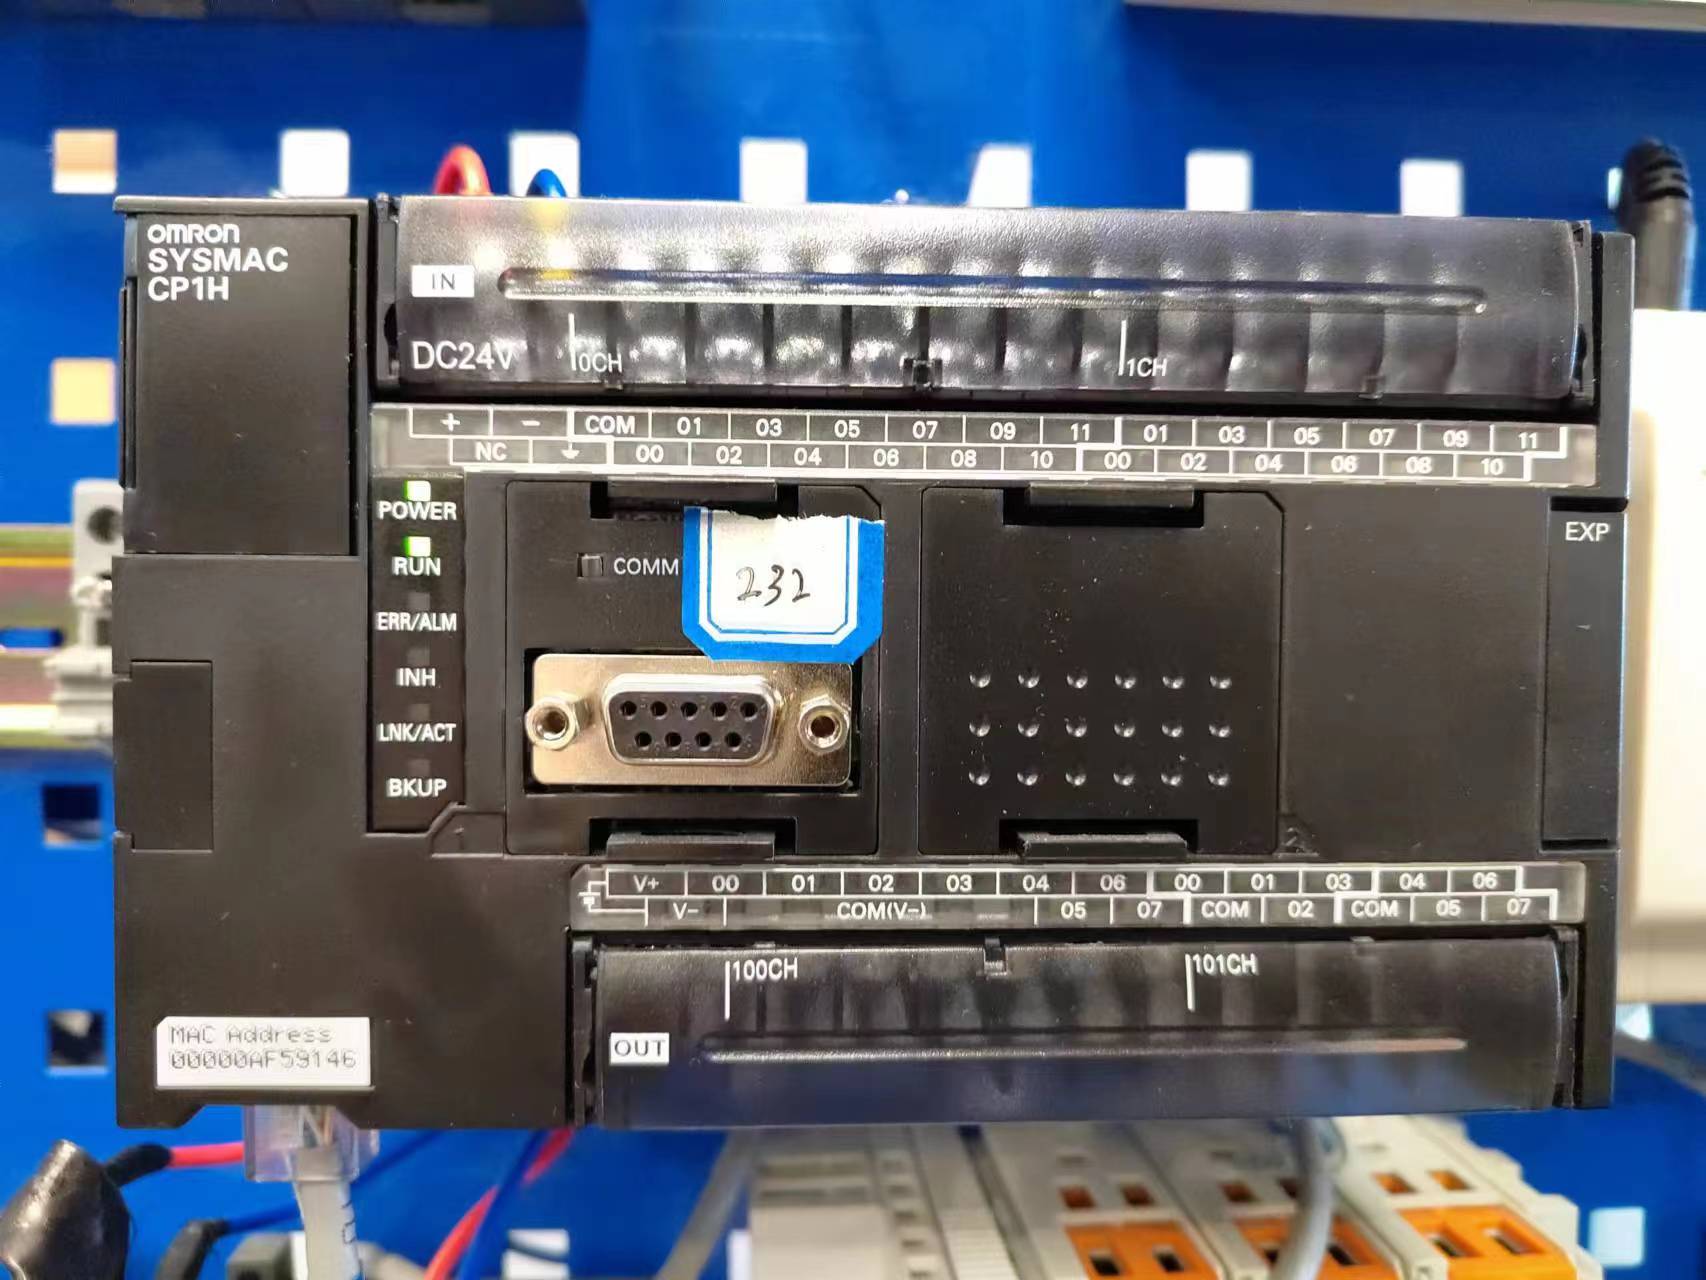 omron
SYSMAC
CP1H
IN
DC24V
0CH
1CH
+ − COM 01 03 05 07 09 11 01 03 05 07 09 11
NC 00 02 04 06 08 10 00 02 04 06 08 10
POWER
RUN
ERR/ALM
INH
LNK/ACT
BKUP
COMM
232
EXP
1
2
V+ 00 01 02 03 04 06 00 01 03 04 06
V− COM(V−) 05 07 COM 02 COM 05 07
100CH
101CH
OUT
MAC Address
00000AF59146